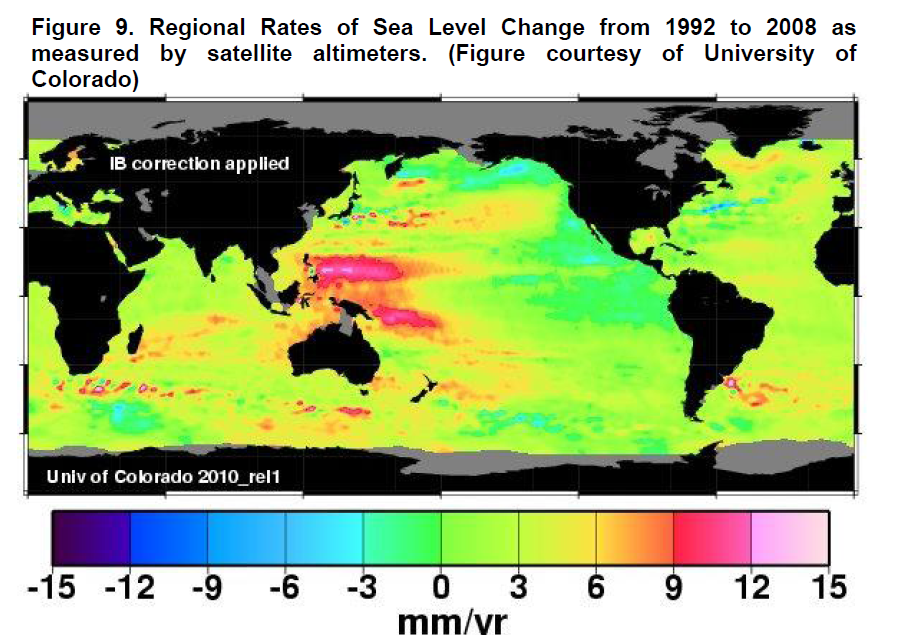 Figure 9. Regional Rates of Sea Level Change from 1992 to 2008 as
measured by satellite altimeters. (Figure courtesy of University of
Colorado)
IB correction applied
Univ of Colorado 2010_rel1
-15 -12 -9 -6 -3 0 3 6 9 12 15
mm/yr